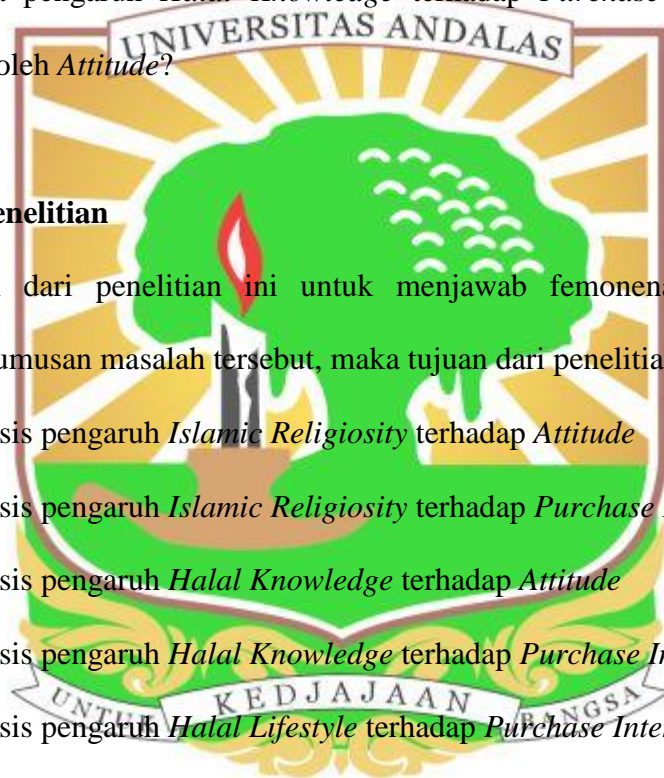 pengaruh Halal Knowledge terhadap Purchase
UNIVERSITAS ANDALAS
oleh Attitude?
enelitian
dari penelitian ini untuk menjawab femonena
umusan masalah tersebut, maka tujuan dari penelitia
sis pengaruh Islamic Religiosity terhadap Attitude
sis pengaruh Islamic Religiosity terhadap Purchase
sis pengaruh Halal Knowledge terhadap Attitude
sis pengaruh Halal Knowledge terhadap Purchase In
UNTUK KEDJAJAAN BANGSA
sis pengaruh Halal Lifestyle terhadap Purchase Inte